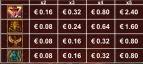 x2 x3 x4 x5
€ 0.16 € 0.32 € 0.80 € 2.40
€ 0.08 € 0.24 € 0.64 € 1.60
€ 0.08 € 0.16 € 0.32 € 0.80
€ 0.08 € 0.16 € 0.32 € 0.80